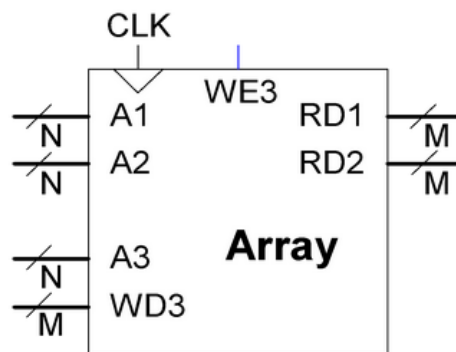 CLK
WE3
A1 RD1
N M
A2 RD2
N M
Array
A3
N
WD3
M